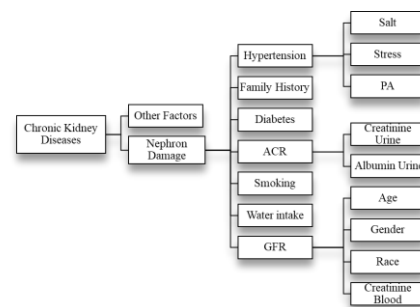 Chronic Kidney
Diseases
Other Factors
Nephron
Damage
Hypertension
Family History
Diabetes
ACR
Smoking
Water intake
GFR
Salt
Stress
PA
Creatinine
Urine
Albumin Urine
Age
Gender
Race
Creatinine
Blood